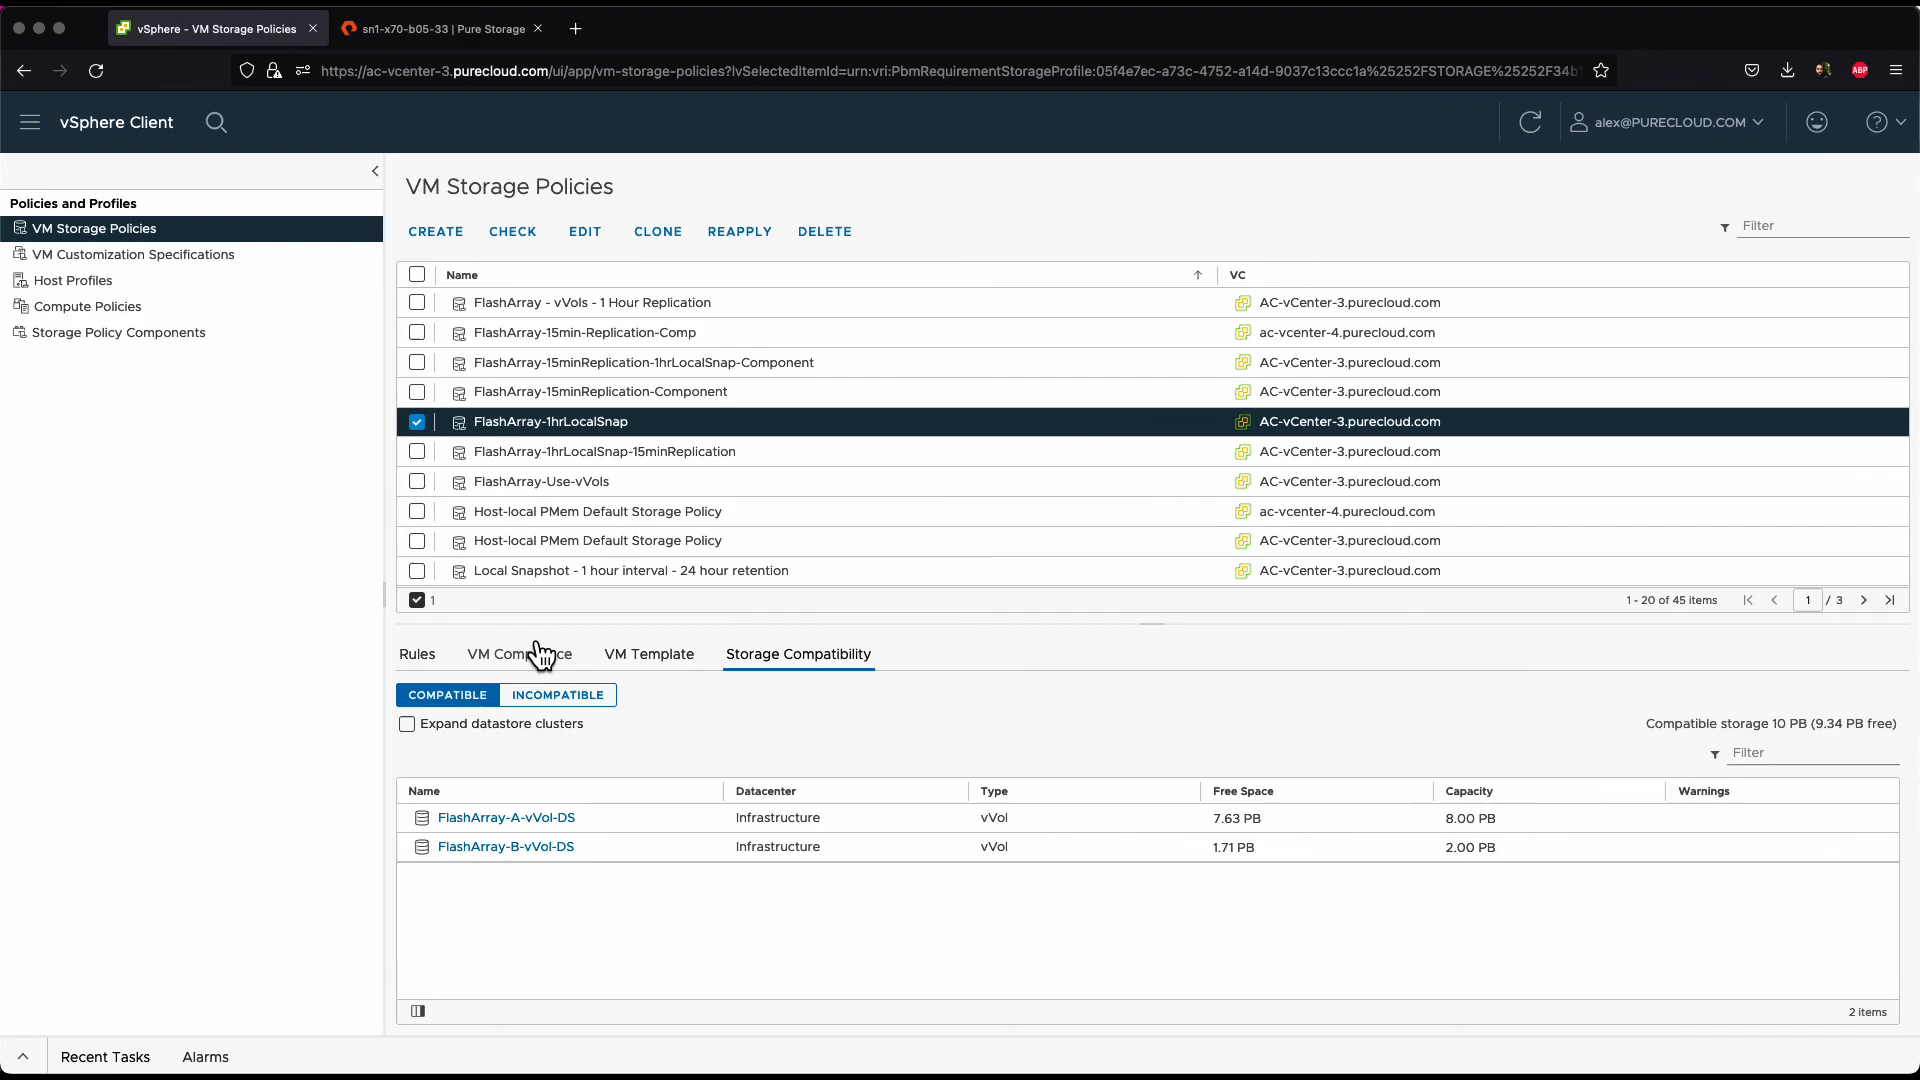 vSphere - VM Storage Policies
sn1-x70-b05-33 | Pure Storage
https://ac-vcenter-3.purecloud.com/ui/app/vm-storage-policies?lvSelectedItemId=urn:vri:PbmRequirementStorageProfile:05f4e7ec-a73c-4752-a14d-9037c13ccc1a%25252FSTORAGE%25252F34b1
ABP
vSphere Client
alex@PURECLOUD.COM
Policies and Profiles
VM Storage Policies
VM Customization Specifications
Host Profiles
Compute Policies
Storage Policy Components
VM Storage Policies
CREATE CHECK EDIT CLONE REAPPLY DELETE
Filter
Name VC
FlashArray - vVols - 1 Hour Replication AC-vCenter-3.purecloud.com
FlashArray-15min-Replication-Comp ac-vcenter-4.purecloud.com
FlashArray-15minReplication-1hrLocalSnap-Component AC-vCenter-3.purecloud.com
FlashArray-15minReplication-Component AC-vCenter-3.purecloud.com
FlashArray-1hrLocalSnap AC-vCenter-3.purecloud.com
FlashArray-1hrLocalSnap-15minReplication AC-vCenter-3.purecloud.com
FlashArray-Use-vVols AC-vCenter-3.purecloud.com
Host-local PMem Default Storage Policy ac-vcenter-4.purecloud.com
Host-local PMem Default Storage Policy AC-vCenter-3.purecloud.com
Local Snapshot - 1 hour interval - 24 hour retention AC-vCenter-3.purecloud.com
1 1 - 20 of 45 items 1 / 3
Rules VM VM Template Storage Compatibility
COMPATIBLE INCOMPATIBLE
Expand datastore clusters Compatible storage 10 PB (9.34 PB free)
Filter
Name Datacenter Type Free Space Capacity Warnings
FlashArray-A-vVol-DS Infrastructure vVol 7.63 PB 8.00 PB
FlashArray-B-vVol-DS Infrastructure vVol 1.71 PB 2.00 PB
2 items
Recent Tasks Alarms